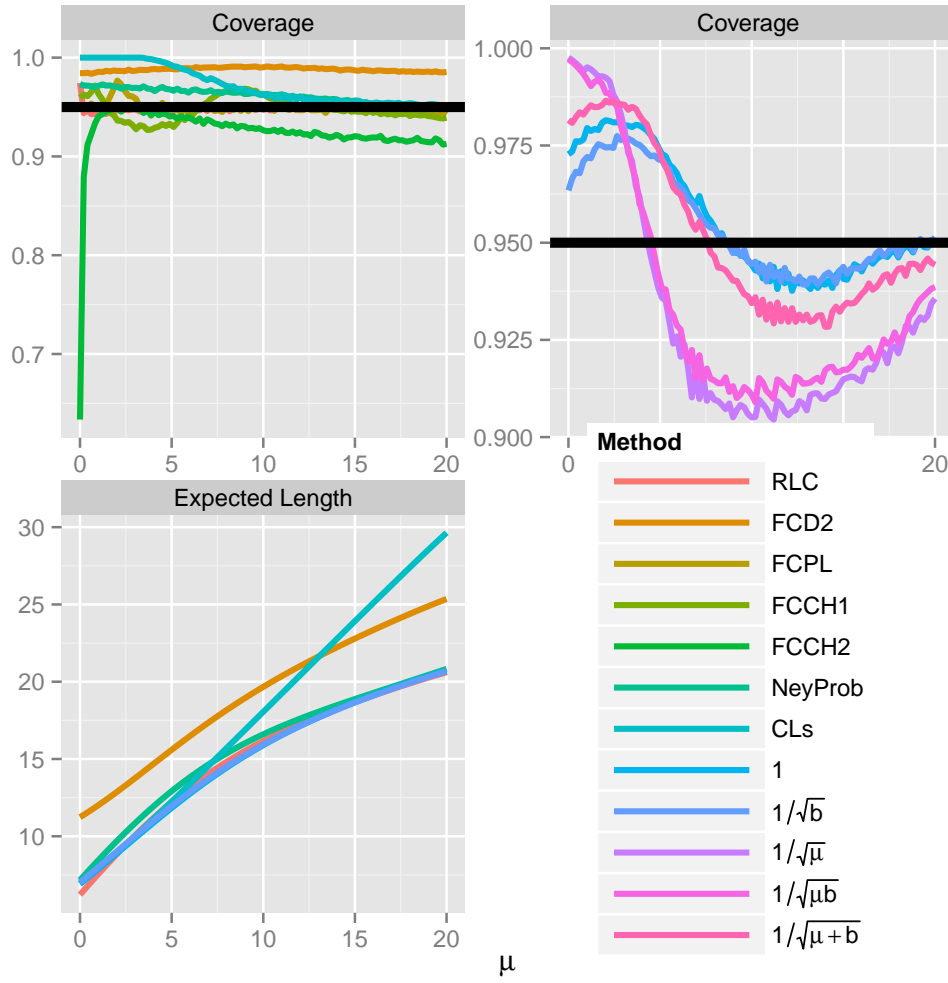 Coverage
1.0
0.9
0.8
0.7
0 5 10 15 20
Coverage
1.000
0.975
0.950
0.925
0.900
0 20
Expected Length
30
25
20
15
10
0 5 10 15 20
μ
Method
RLC
FCD2
FCPL
FCCH1
FCCH2
NeyProb
CLs
1
1/√b
1/√μ
1/√μb
1/√μ + b